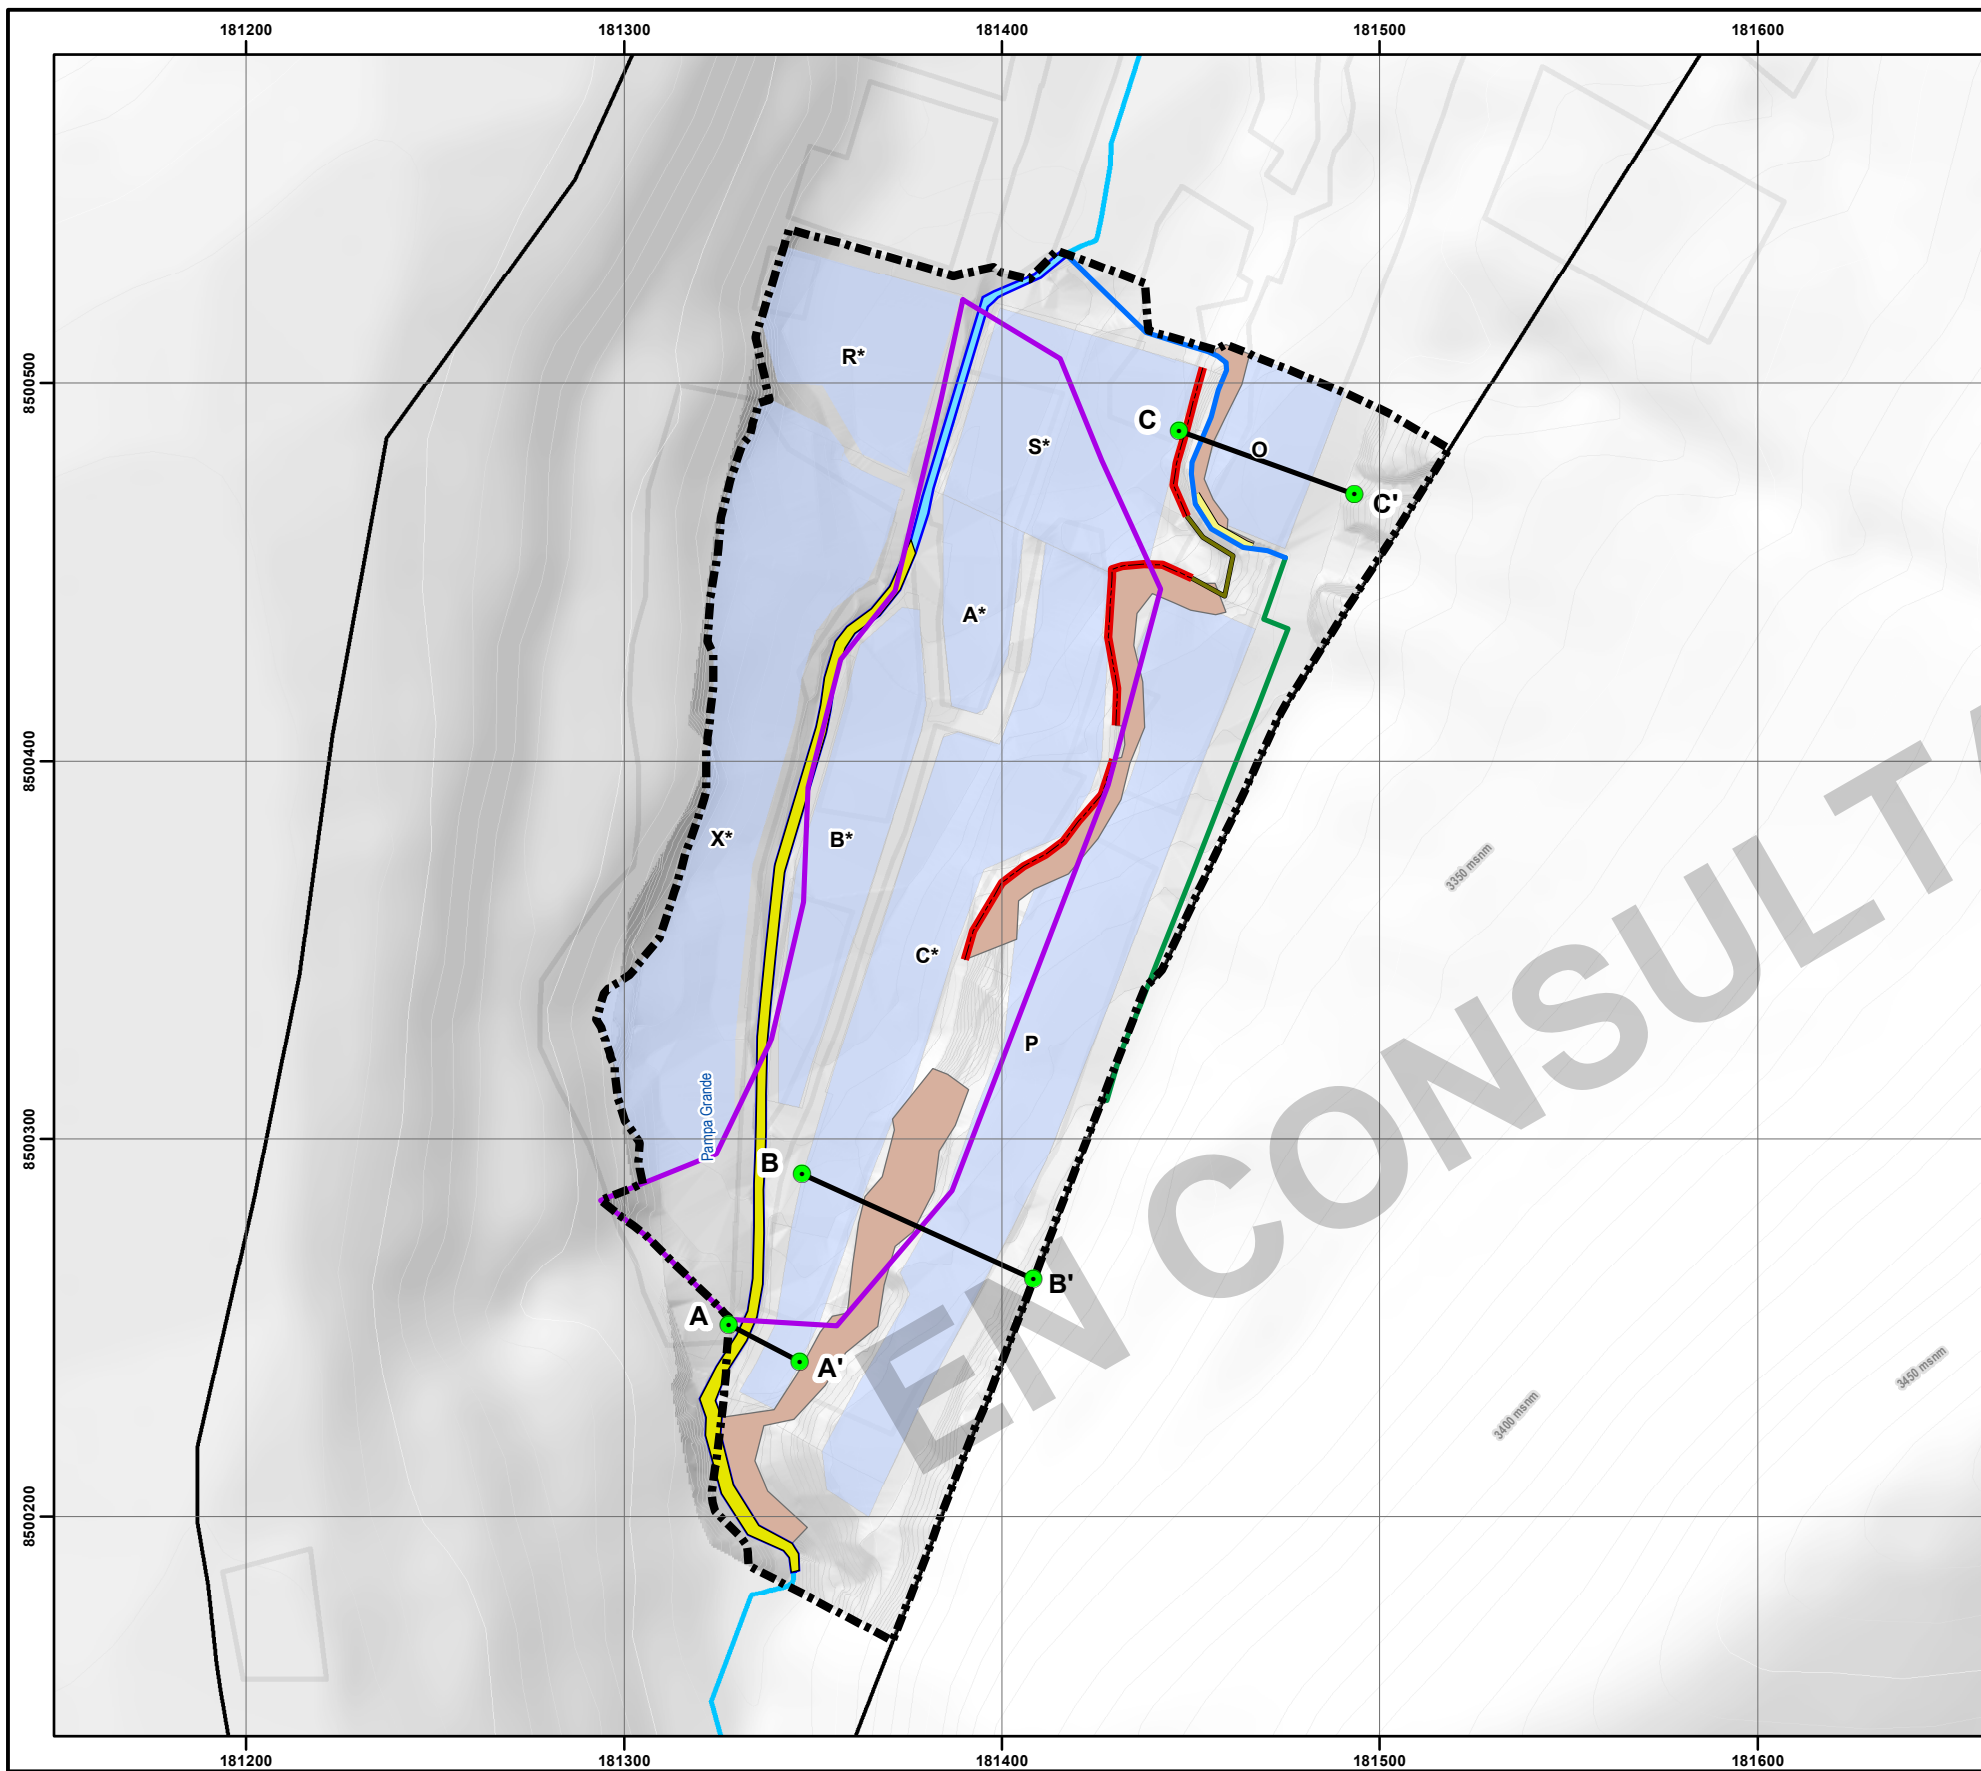 181200 181300 181400 181500 181600
8500500
8500400
8500300
8500200
R*
S*
C
O
C'
A*
X*
B*
C*
P
Pampa Grande
B
B'
A
A'
3350 msnm
3400 msnm
3450 msnm
EN CONSULT
181200 181300 181400 181500 181600